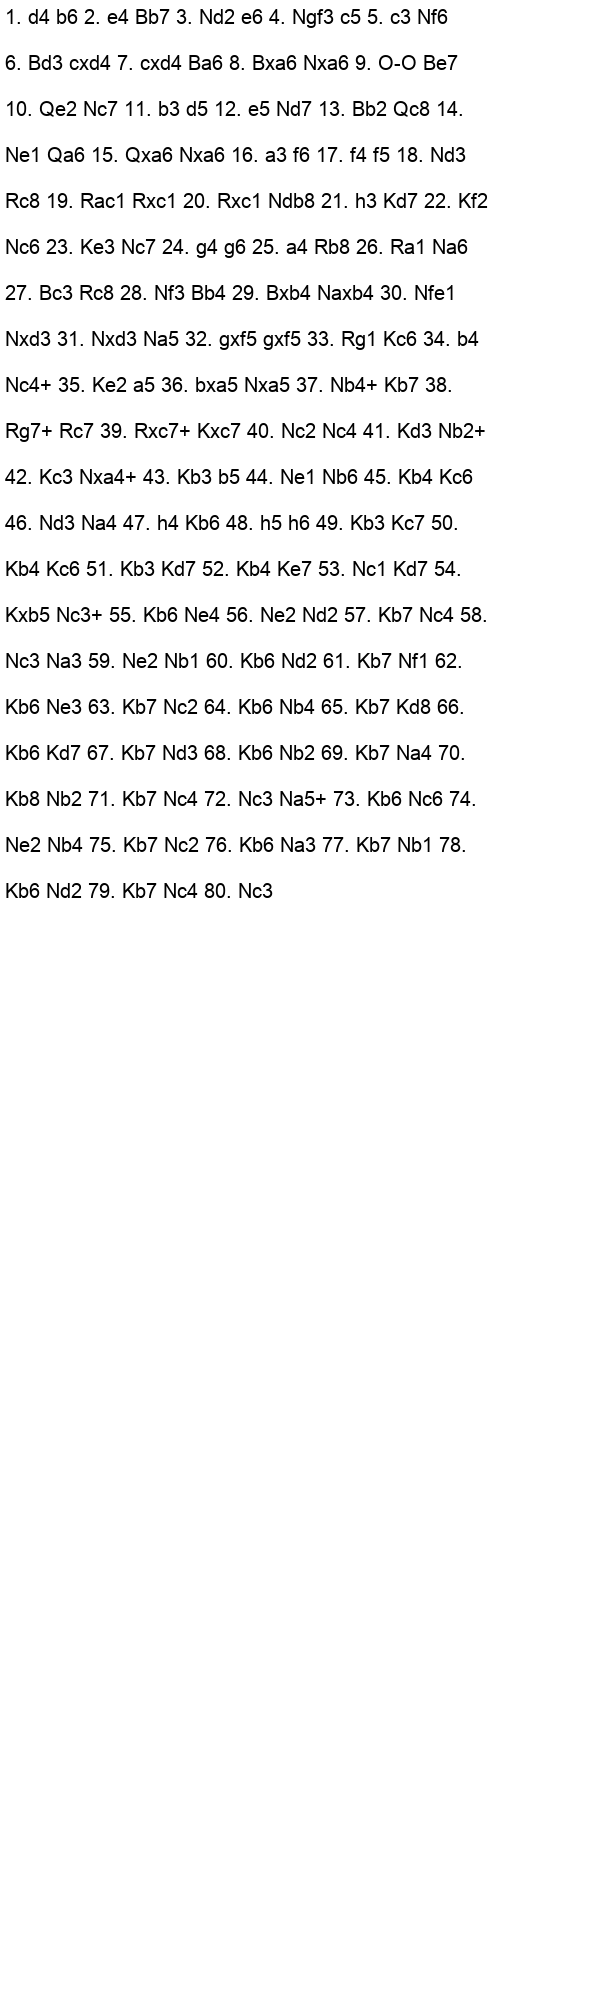 1. d4 b6 2. e4 Bb7 3. Nd2 e6 4. Ngf3 c5 5. c3 Nf6
6. Bd3 cxd4 7. cxd4 Ba6 8. Bxa6 Nxa6 9. O-O Be7
10. Qe2 Nc7 11. b3 d5 12. e5 Nd7 13. Bb2 Qc8 14.
Ne1 Qa6 15. Qxa6 Nxa6 16. a3 f6 17. f4 f5 18. Nd3
Rc8 19. Rac1 Rxc1 20. Rxc1 Ndb8 21. h3 Kd7 22. Kf2
Nc6 23. Ke3 Nc7 24. g4 g6 25. a4 Rb8 26. Ra1 Na6
27. Bc3 Rc8 28. Nf3 Bb4 29. Bxb4 Naxb4 30. Nfe1
Nxd3 31. Nxd3 Na5 32. gxf5 gxf5 33. Rg1 Kc6 34. b4
Nc4+ 35. Ke2 a5 36. bxa5 Nxa5 37. Nb4+ Kb7 38.
Rg7+ Rc7 39. Rxc7+ Kxc7 40. Nc2 Nc4 41. Kd3 Nb2+
42. Kc3 Nxa4+ 43. Kb3 b5 44. Ne1 Nb6 45. Kb4 Kc6
46. Nd3 Na4 47. h4 Kb6 48. h5 h6 49. Kb3 Kc7 50.
Kb4 Kc6 51. Kb3 Kd7 52. Kb4 Ke7 53. Nc1 Kd7 54.
Kxb5 Nc3+ 55. Kb6 Ne4 56. Ne2 Nd2 57. Kb7 Nc4 58.
Nc3 Na3 59. Ne2 Nb1 60. Kb6 Nd2 61. Kb7 Nf1 62.
Kb6 Ne3 63. Kb7 Nc2 64. Kb6 Nb4 65. Kb7 Kd8 66.
Kb6 Kd7 67. Kb7 Nd3 68. Kb6 Nb2 69. Kb7 Na4 70.
Kb8 Nb2 71. Kb7 Nc4 72. Nc3 Na5+ 73. Kb6 Nc6 74.
Ne2 Nb4 75. Kb7 Nc2 76. Kb6 Na3 77. Kb7 Nb1 78.
Kb6 Nd2 79. Kb7 Nc4 80. Nc3